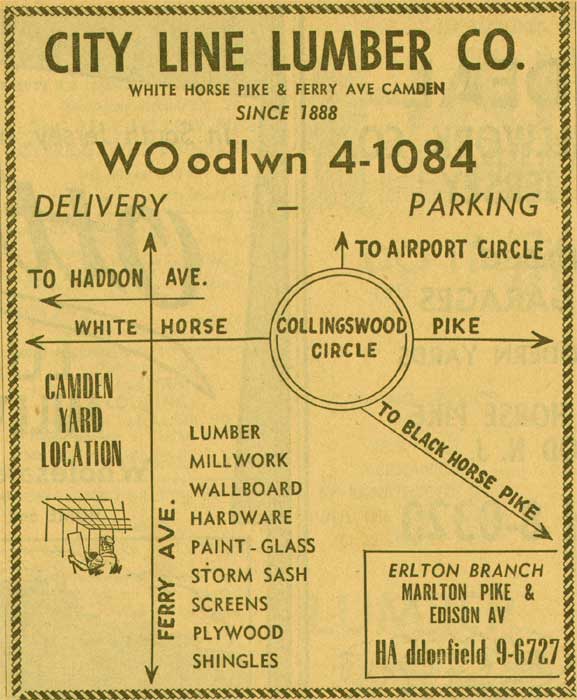 CITY LINE LUMBER CO.
WHITE HORSE PIKE & FERRY AVE CAMDEN
SINCE 1888
WOodlwn 4-1084
DELIVERY — PARKING
TO AIRPORT CIRCLE
TO HADDON AVE.
WHITE HORSE
COLLINGSWOOD
CIRCLE
PIKE
CAMDEN
YARD
LOCATION
TO BLACK HORSE PIKE
FERRY AVE.
LUMBER
MILLWORK
WALLBOARD
HARDWARE
PAINT - GLASS
STORM SASH
SCREENS
PLYWOOD
SHINGLES
ERLTON BRANCH
MARLTON PIKE &
EDISON AV
HA ddonfield 9-6727